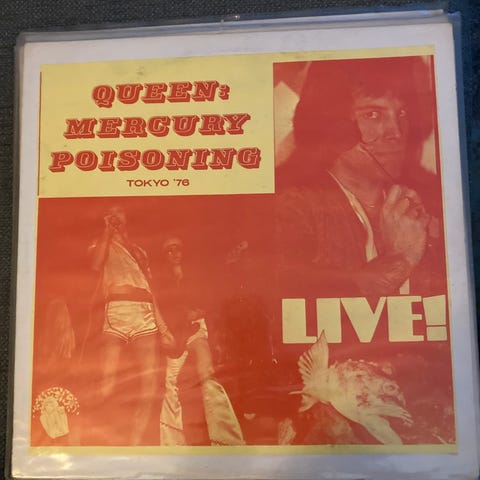 QUEEN:
MERCURY
POISONING
TOKYO '76
LIVE!